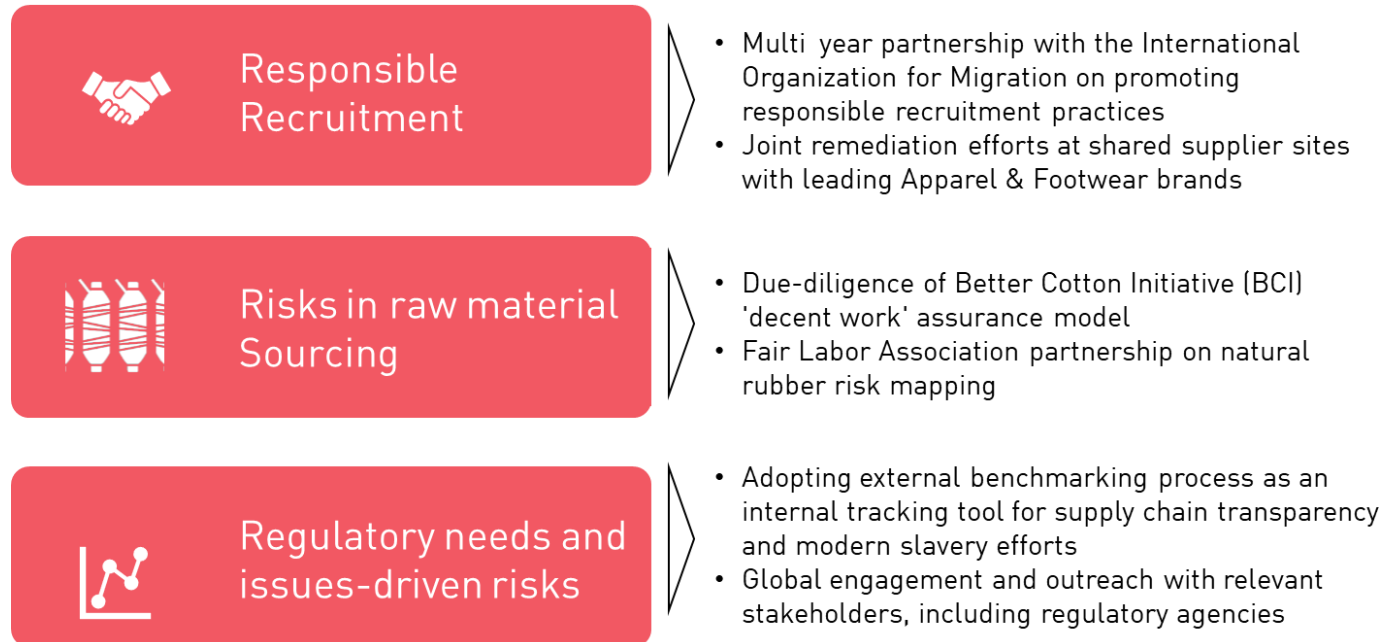 Responsible
Recruitment
• Multi year partnership with the International
Organization for Migration on promoting
responsible recruitment practices
• Joint remediation efforts at shared supplier sites
with leading Apparel & Footwear brands
Risks in raw material
Sourcing
• Due-diligence of Better Cotton Initiative (BCI)
'decent work' assurance model
• Fair Labor Association partnership on natural
rubber risk mapping
Regulatory needs and
issues-driven risks
• Adopting external benchmarking process as an
internal tracking tool for supply chain transparency
and modern slavery efforts
• Global engagement and outreach with relevant
stakeholders, including regulatory agencies